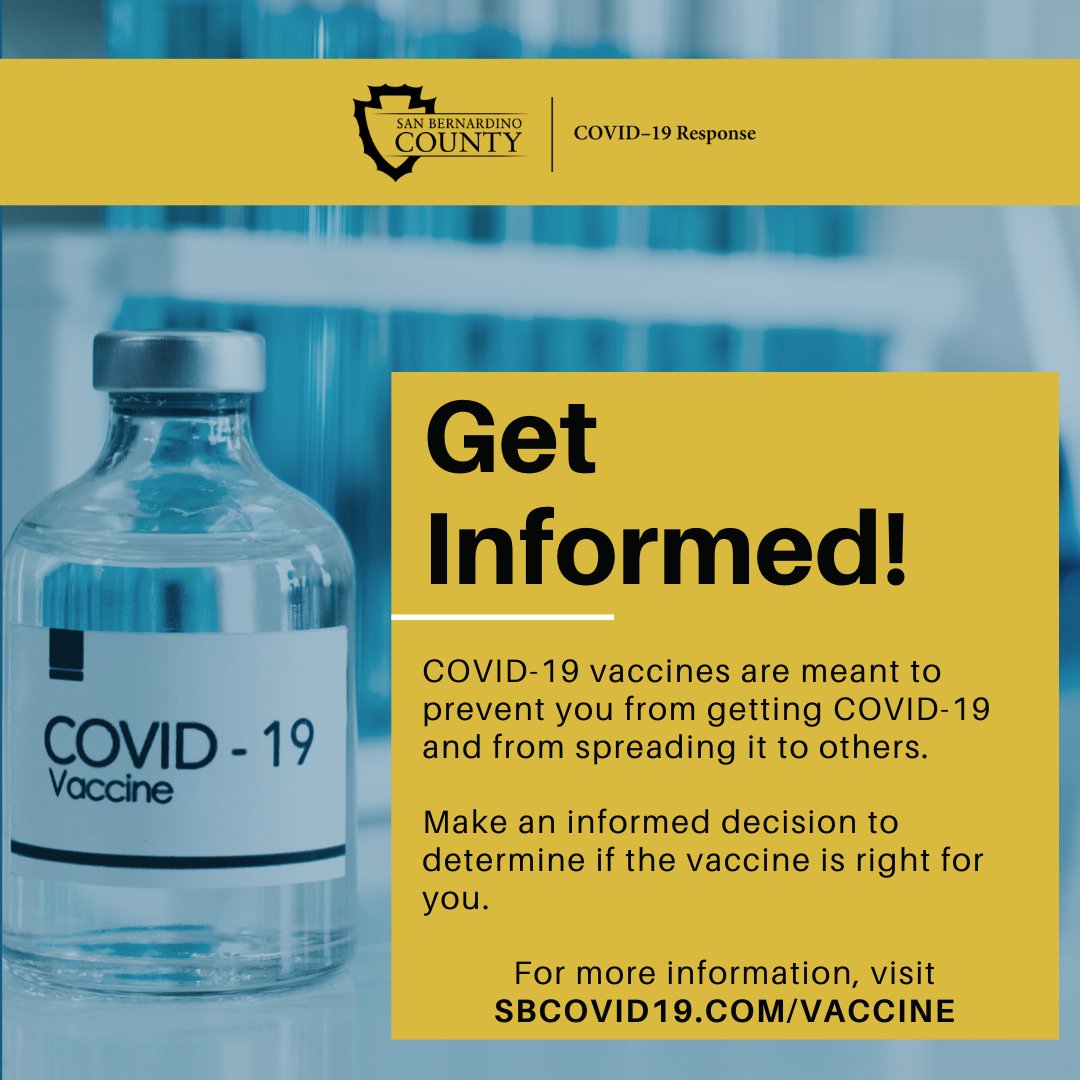 SAN BERNARDINO
COUNTY
COVID–19 Response
Get
Informed!
COVID-19 vaccines are meant to
prevent you from getting COVID-19
and from spreading it to others.
Make an informed decision to
determine if the vaccine is right for
you.
For more information, visit
SBCOVID19.COM/VACCINE
COVID - 19
Vaccine